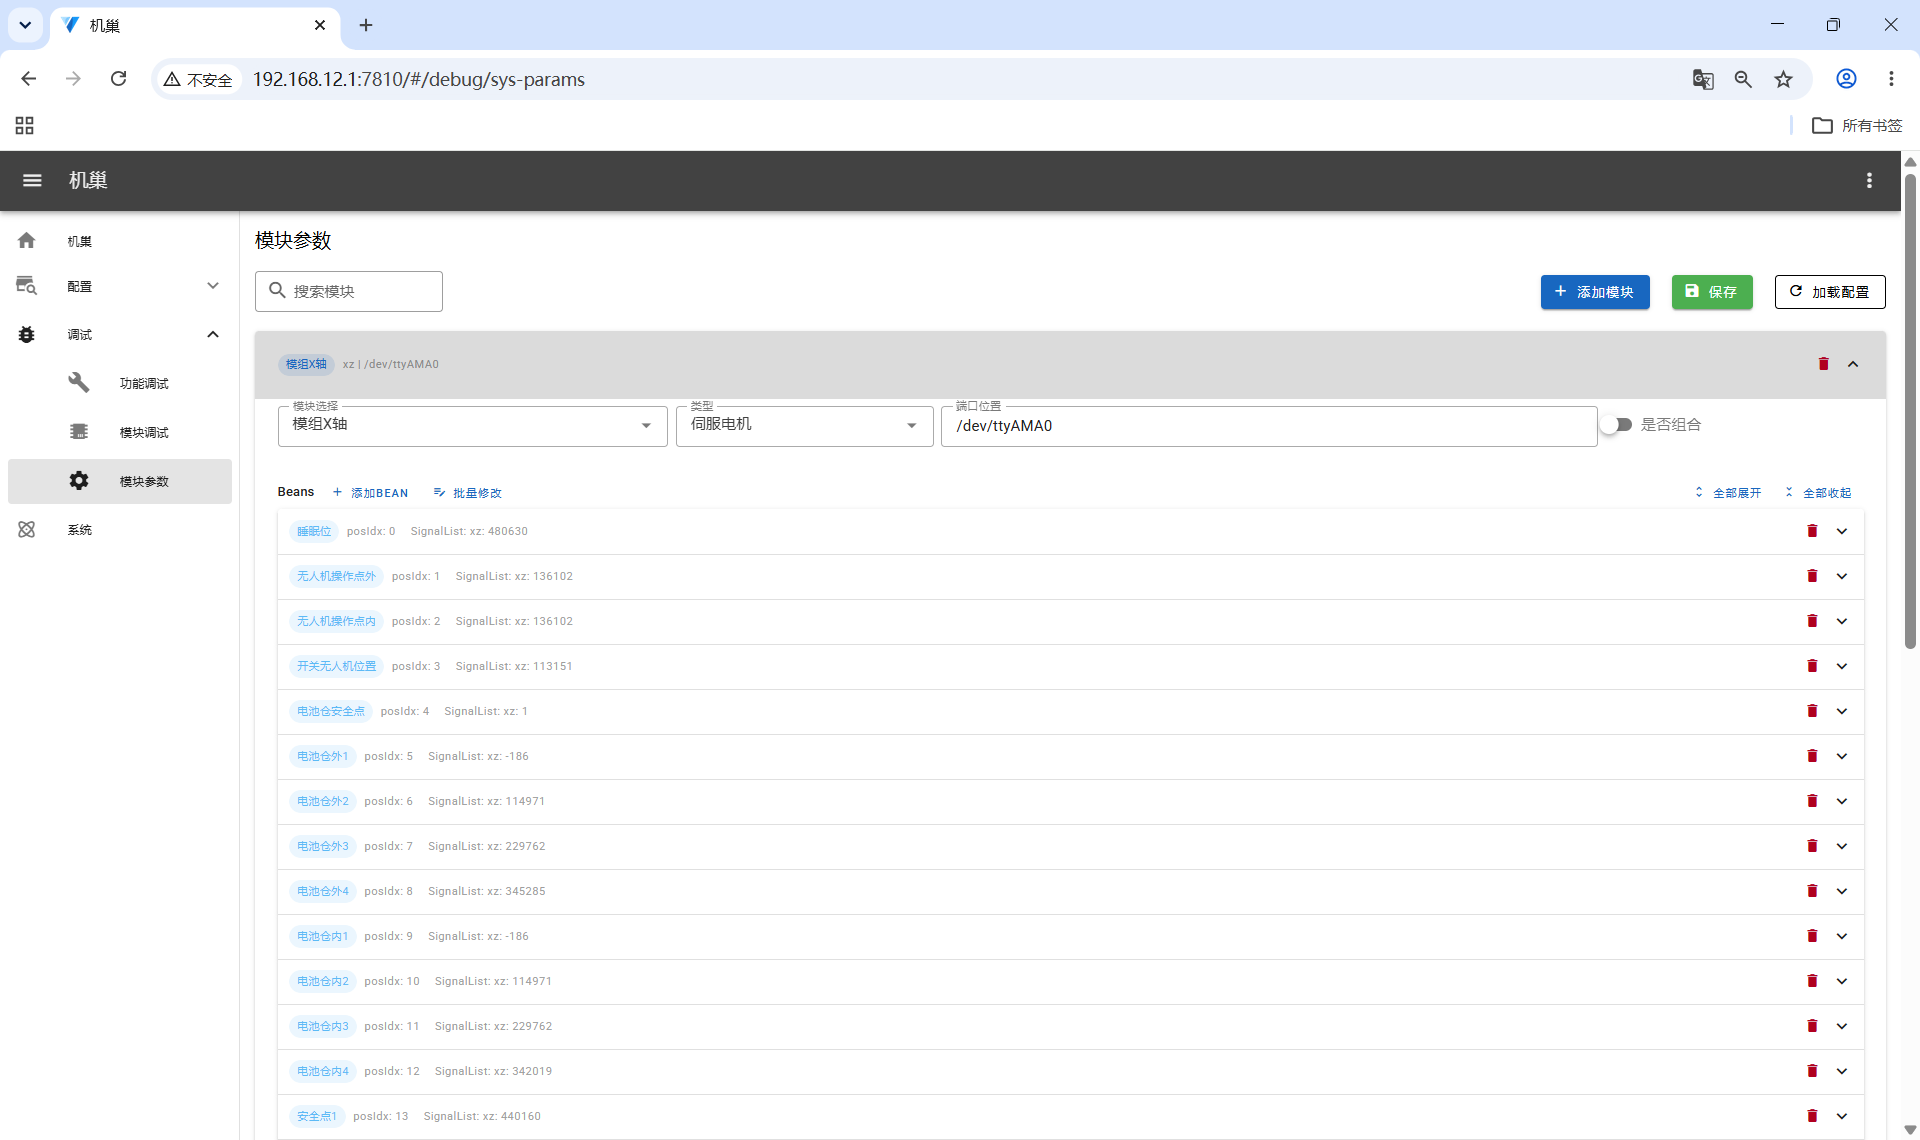 机巢
不安全
192.168.12.1:7810/#/debug/sys-params
所有书签
机巢
机巢
配置
调试
功能调试
模块调试
模块参数
系统
模块参数
搜索模块
添加模块
保存
加载配置
模组X轴 xz | /dev/ttyAMA0
模块选择
模组X轴
类型
伺服电机
端口位置
/dev/ttyAMA0
是否组合
Beans
添加BEAN
批量修改
全部展开
全部收起
睡眠位 posIdx: 0 SignalList: xz: 480630
无人机操作点外 posIdx: 1 SignalList: xz: 136102
无人机操作点内 posIdx: 2 SignalList: xz: 136102
开关无人机位置 posIdx: 3 SignalList: xz: 113151
电池仓安全点 posIdx: 4 SignalList: xz: 1
电池仓外1 posIdx: 5 SignalList: xz: -186
电池仓外2 posIdx: 6 SignalList: xz: 114971
电池仓外3 posIdx: 7 SignalList: xz: 229762
电池仓外4 posIdx: 8 SignalList: xz: 345285
电池仓内1 posIdx: 9 SignalList: xz: -186
电池仓内2 posIdx: 10 SignalList: xz: 114971
电池仓内3 posIdx: 11 SignalList: xz: 229762
电池仓内4 posIdx: 12 SignalList: xz: 342019
安全点1 posIdx: 13 SignalList: xz: 440160